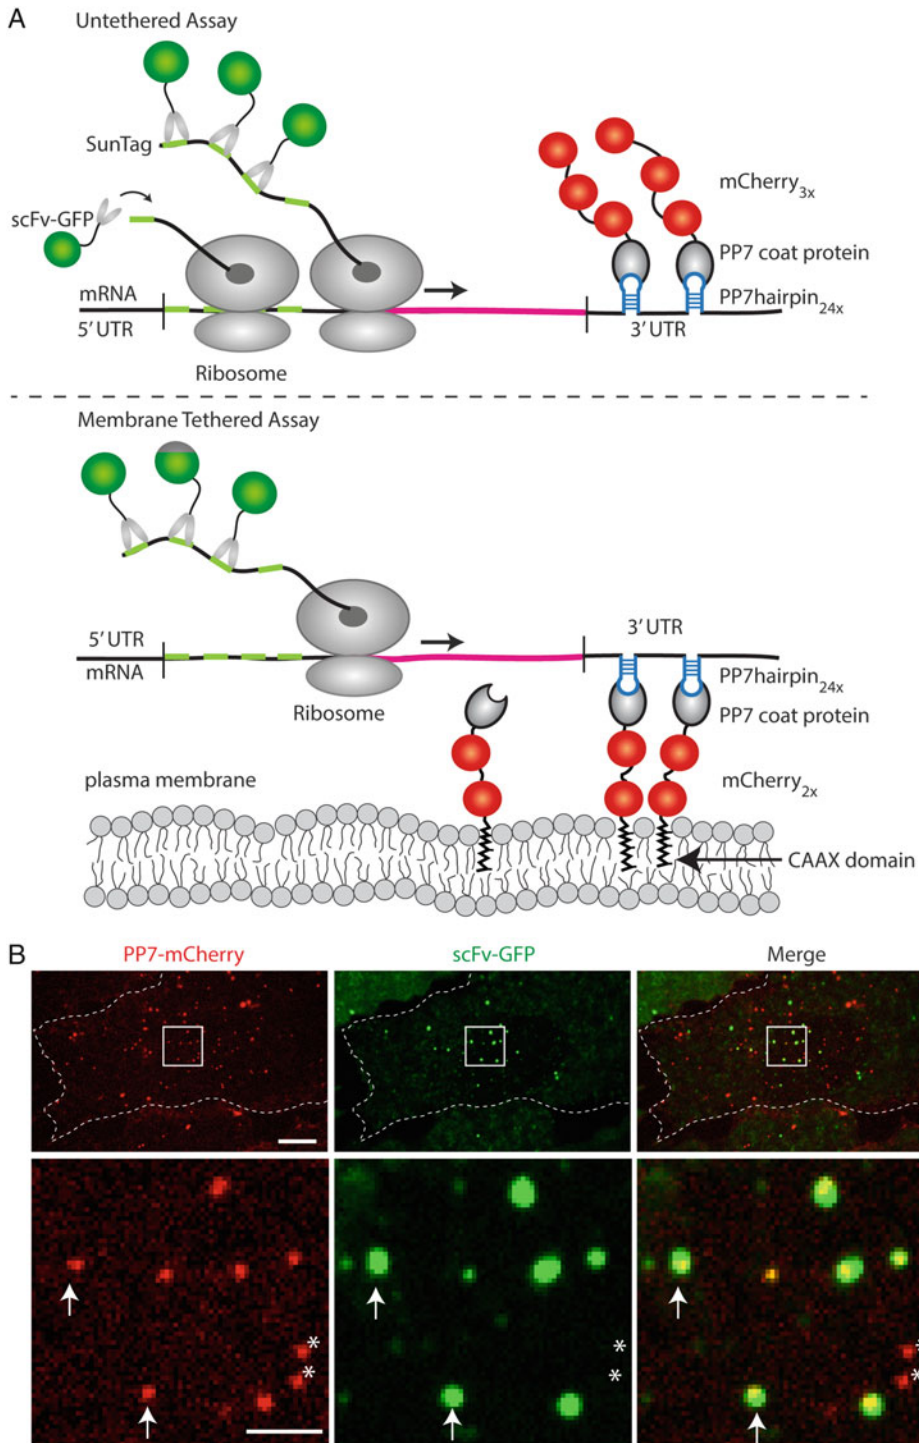 A
Untethered Assay
SunTag
scFv-GFP
mCherry3x
PP7 coat protein
PP7hairpin24x
mRNA
5' UTR
3' UTR
Ribosome
Membrane Tethered Assay
5' UTR
mRNA
3' UTR
PP7hairpin24x
PP7 coat protein
Ribosome
mCherry2x
plasma membrane
CAAX domain
B
PP7-mCherry
scFv-GFP
Merge
*
*
*
*
*
*